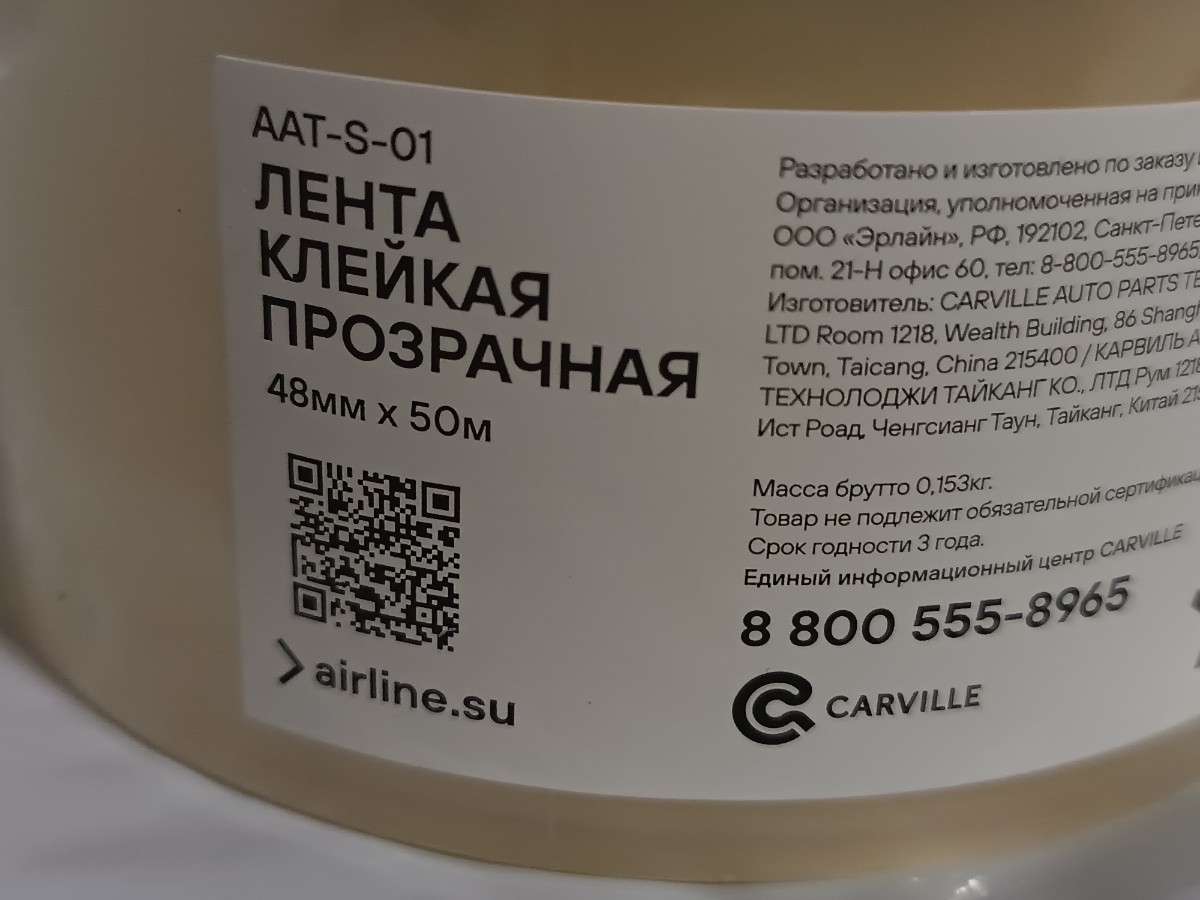 AAT-S-01
ЛЕНТА
КЛЕЙКАЯ
ПРОЗРАЧНАЯ
48мм x 50м
airline.su
Разработано и изготовлено по заказу
Организация, уполномоченная на
ООО «Эрлайн», РФ, 192102,
пом. 21-Н офис 60, тел: 8-800-555-8965
Изготовитель: CARVILLE AUTO PARTS
LTD Room 1218, Wealth Building, 86
Town, Taicang, China 215400 / КАРВИЛЬ
ТЕХНОЛОДЖИ ТАЙКАНГ КО., ЛТД Рум 1218
Ист Роад, Ченгсианг Таун, Тайканг, Китай
Масса брутто 0,153кг.
Товар не подлежит обязательной
Срок годности 3 года.
Единый информационный центр CARVILLE
8 800 555-8965
CARVILLE